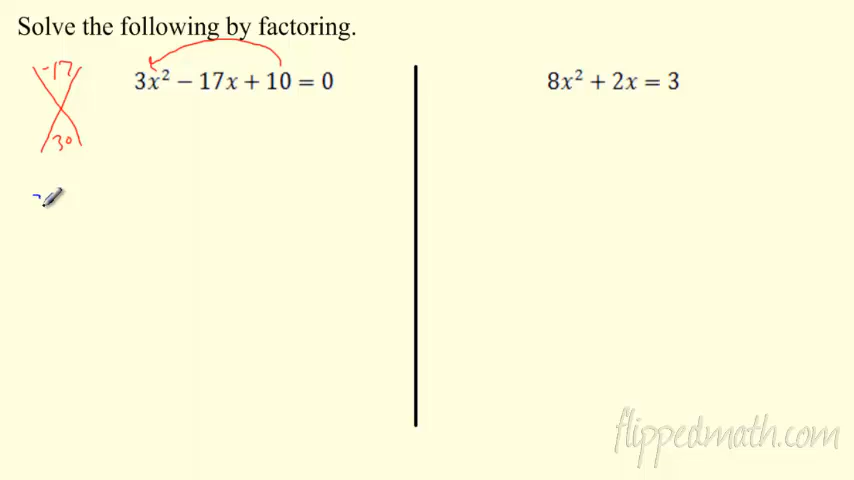 Solve the following by factoring.
-17
3x² − 17x + 10 = 0
8x² + 2x = 3
30
flippedmath.com